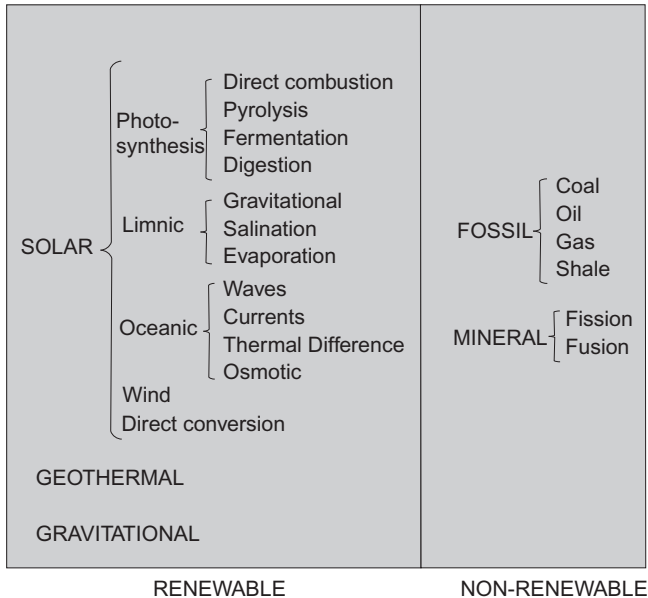 Direct combustion
Pyrolysis
Photo-
synthesis
Fermentation
Digestion
Limnic
Gravitational
Salination
Evaporation
SOLAR
Oceanic
Waves
Currents
Thermal Difference
Osmotic
Wind
Direct conversion
GEOTHERMAL
GRAVITATIONAL
RENEWABLE
FOSSIL
Coal
Oil
Gas
Shale
MINERAL
Fission
Fusion
NON-RENEWABLE